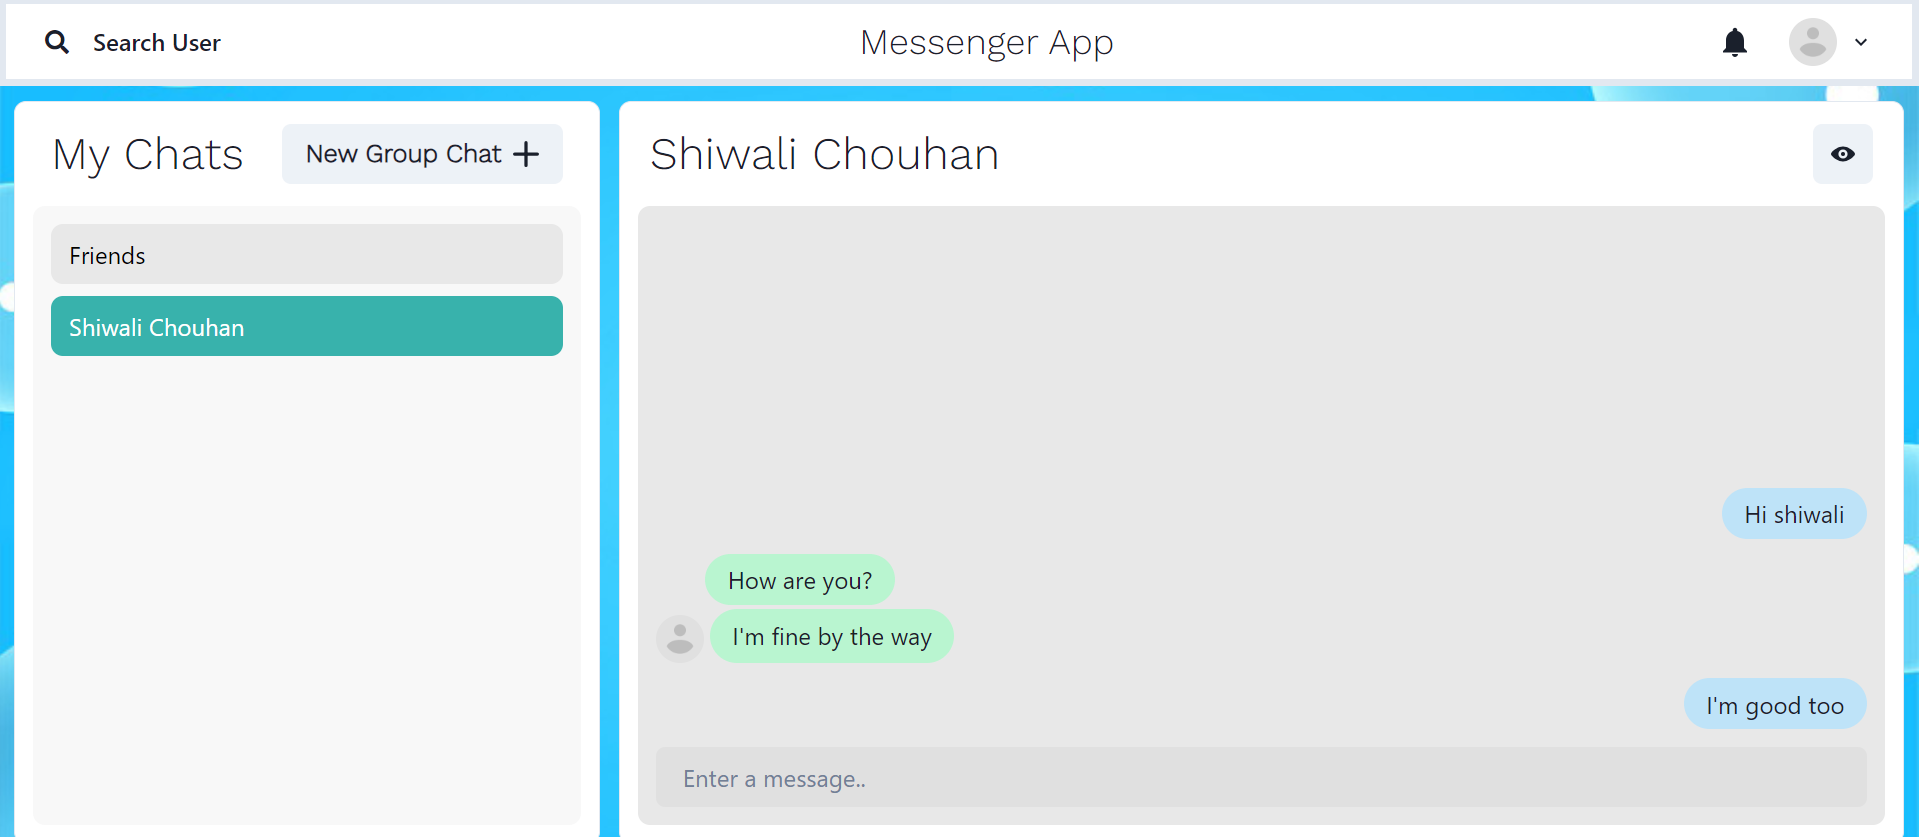 Search User
Messenger App
My Chats
New Group Chat
Friends
Shiwali Chouhan
Shiwali Chouhan
Hi shiwali
How are you?
I'm fine by the way
I'm good too
Enter a message..